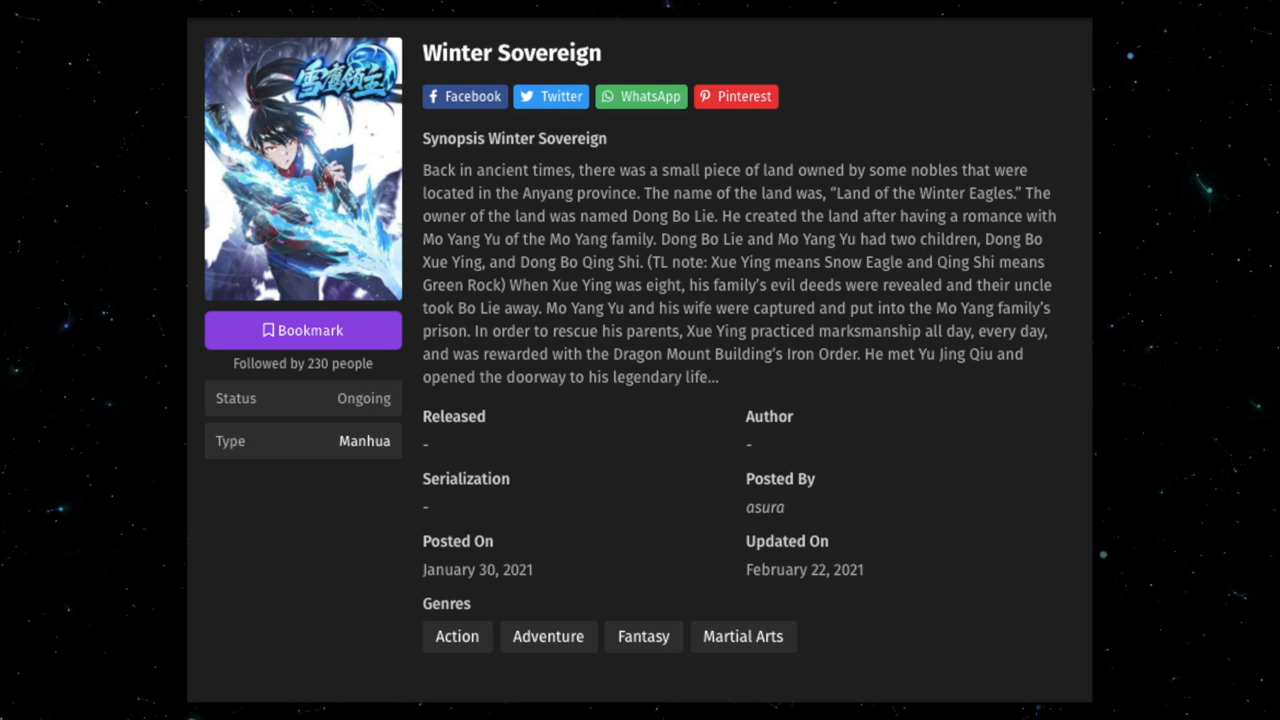 雪鹰领主
Winter Sovereign
Facebook
Twitter
WhatsApp
Pinterest
Synopsis Winter Sovereign
Back in ancient times, there was a small piece of land owned by some nobles that were
located in the Anyang province. The name of the land was, “Land of the Winter Eagles.” The
owner of the land was named Dong Bo Lie. He created the land after having a romance with
Mo Yang Yu of the Mo Yang family. Dong Bo Lie and Mo Yang Yu had two children, Dong Bo
Xue Ying, and Dong Bo Qing Shi. (TL note: Xue Ying means Snow Eagle and Qing Shi means
Green Rock) When Xue Ying was eight, his family’s evil deeds were revealed and their uncle
took Bo Lie away. Mo Yang Yu and his wife were captured and put into the Mo Yang family’s
prison. In order to rescue his parents, Xue Ying practiced marksmanship all day, every day,
and was rewarded with the Dragon Mount Building’s Iron Order. He met Yu Jing Qiu and
opened the doorway to his legendary life…
Bookmark
Followed by 230 people
Status Ongoing
Type Manhua
Released
-
Author
-
Serialization
-
Posted By
asura
Posted On
January 30, 2021
Updated On
February 22, 2021
Genres
Action
Adventure
Fantasy
Martial Arts